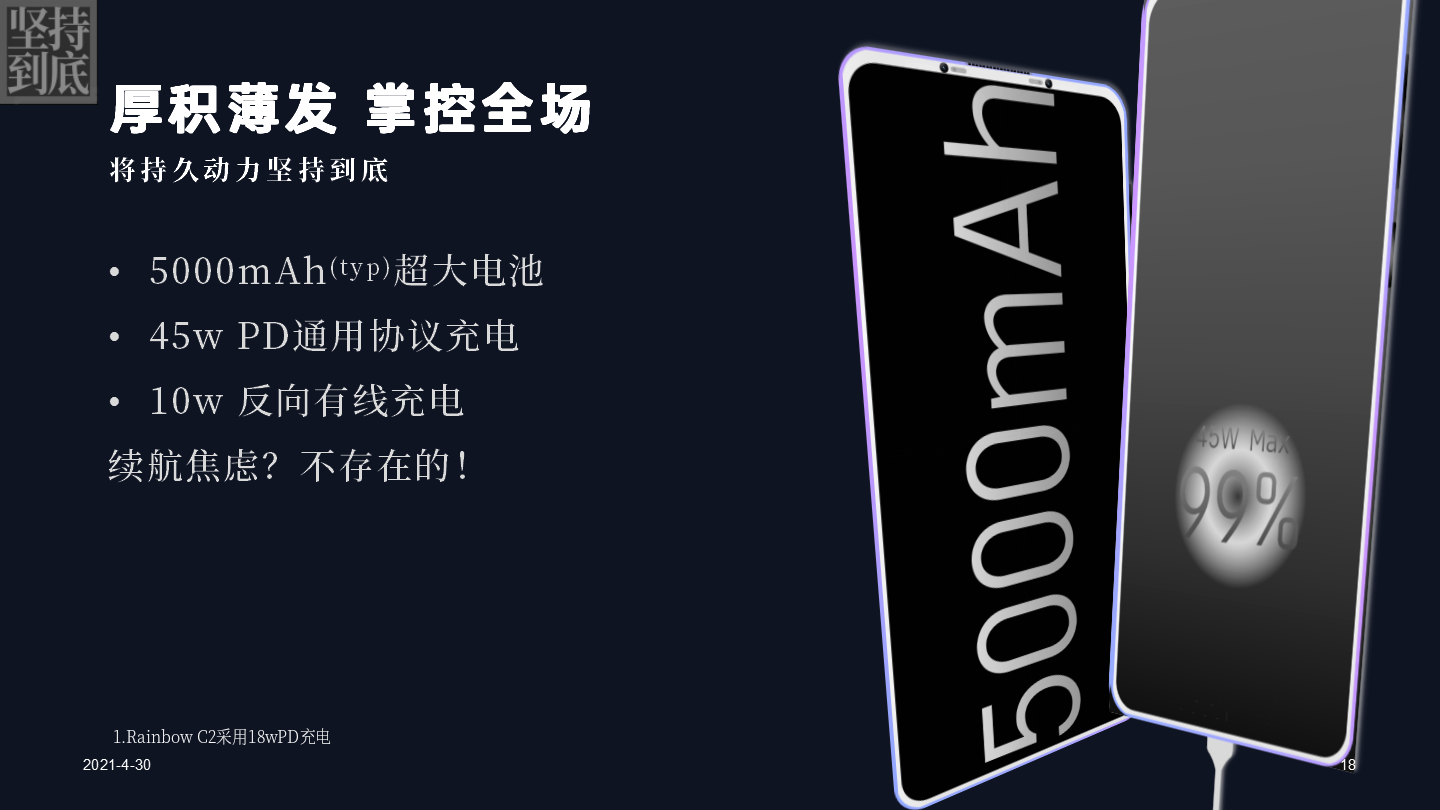 坚持
到底
厚积薄发 掌控全场
将持久动力坚持到底
• 5000mAh(typ)超大电池
• 45w PD通用协议充电
• 10w 反向有线充电
续航焦虑？不存在的！
5000mAh
45W Max
99%
1.Rainbow C2采用18wPD充电
2021-4-30
18